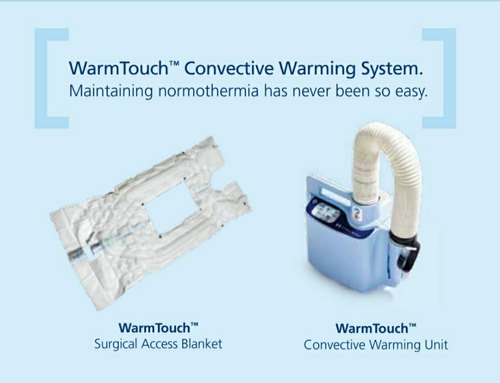 WarmTouch™ Convective Warming System.
Maintaining normothermia has never been so easy.
WarmTouch™
Surgical Access Blanket
WarmTouch™
Convective Warming Unit